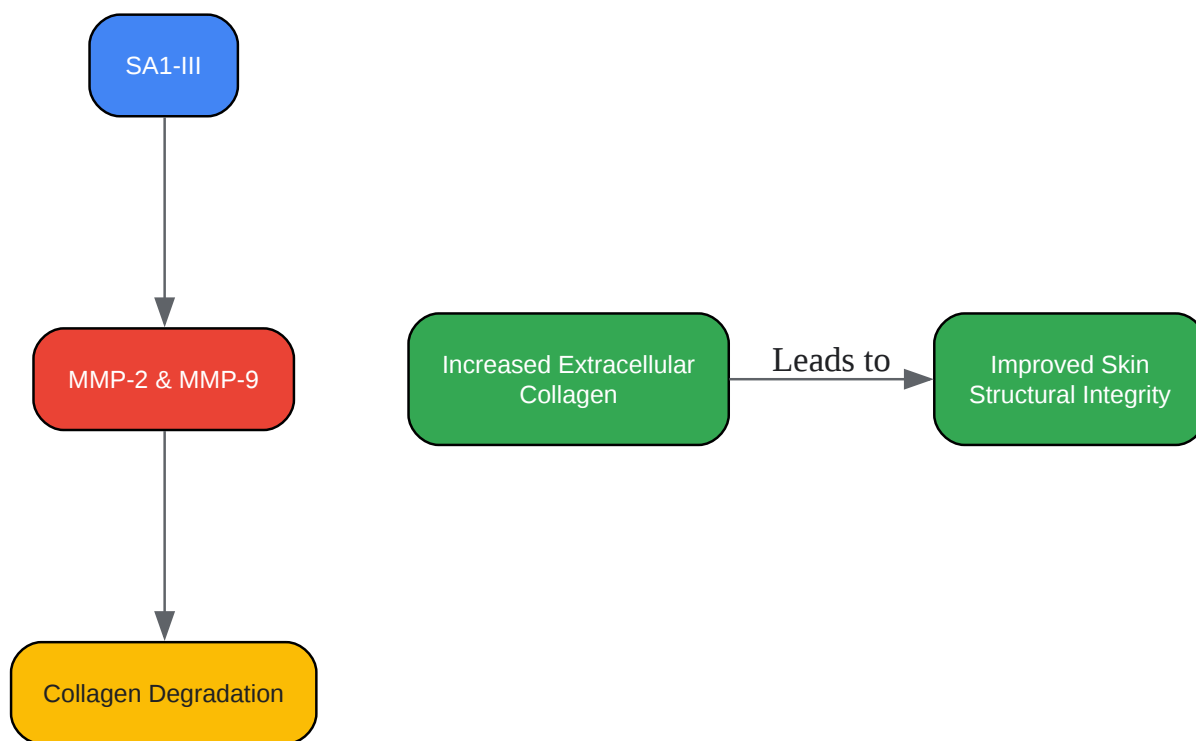 SA1-III
MMP-2 & MMP-9
Collagen Degradation
Increased Extracellular
Collagen
Leads to
Improved Skin
Structural Integrity